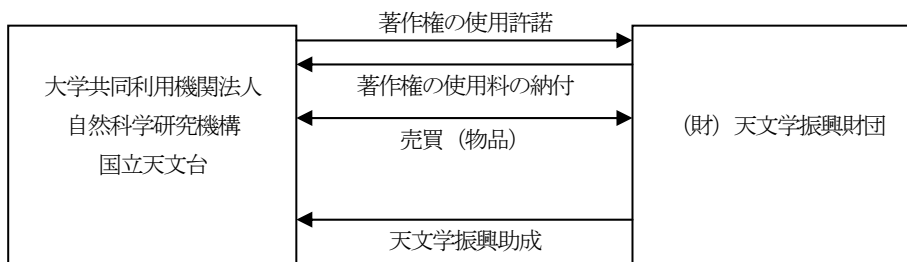 著作権の使用許諾
大学共同利用機関法人
自然科学研究機構
国立天文台
著作権の使用料の納付
売買（物品）
（財）天文学振興財団
天文学振興助成